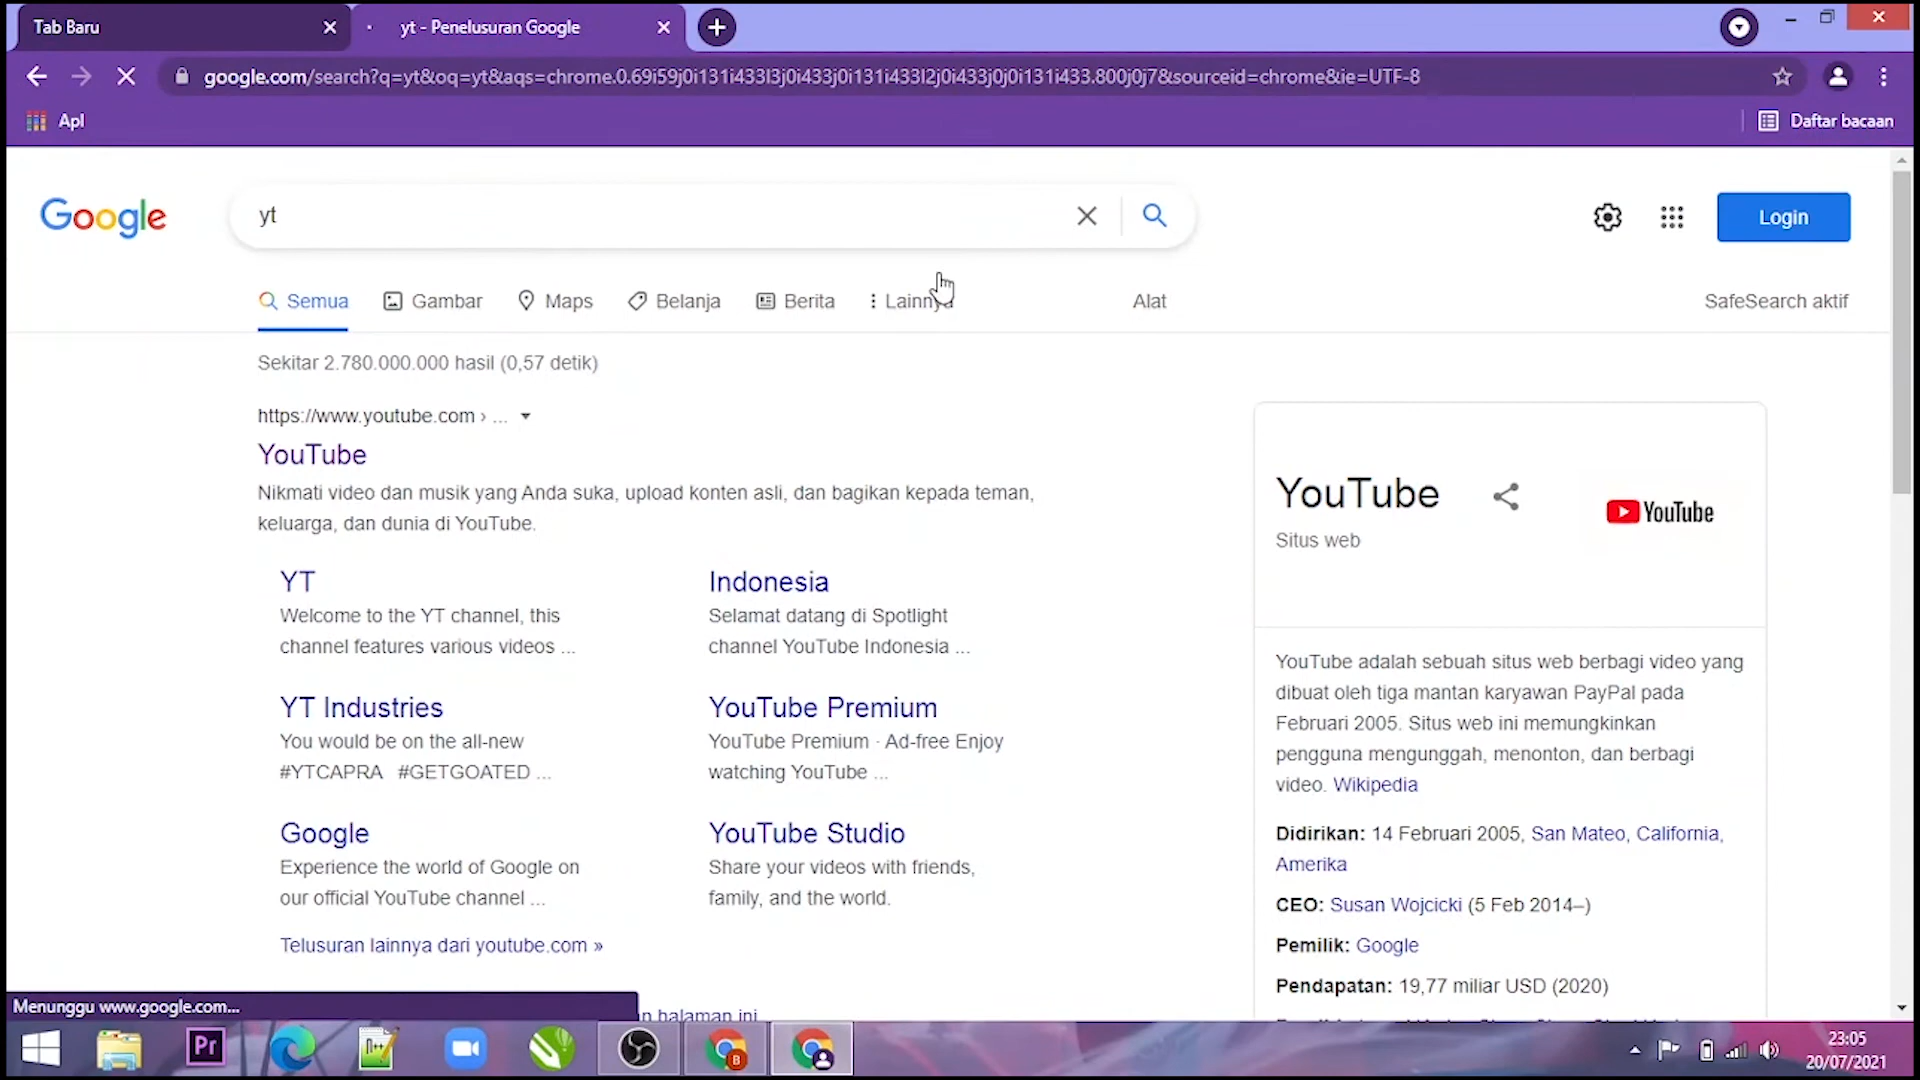 Tab Baru
yt - Penelusuran Google
google.com/search?q=yt&oq=yt&aqs=chrome.0.69i59j0i131i433l3j0i433j0i131i433l2j0i433j0j0i131i433.800j0j7&sourceid=chrome&ie=UTF-8
Apl
Daftar bacaan
Google
yt
Login
Semua
Gambar
Maps
Belanja
Berita
Lainnya
Alat
SafeSearch aktif
Sekitar 2.780.000.000 hasil (0,57 detik)
https://www.youtube.com › ...
YouTube
Nikmati video dan musik yang Anda suka, upload konten asli, dan bagikan kepada teman,
keluarga, dan dunia di YouTube.
YT
Welcome to the YT channel, this
channel features various videos ...
Indonesia
Selamat datang di Spotlight
channel YouTube Indonesia ...
YT Industries
You would be on the all-new
#YTCAPRA #GETGOATED ...
YouTube Premium
YouTube Premium · Ad-free Enjoy
watching YouTube ...
Google
Experience the world of Google on
our official YouTube channel ...
YouTube Studio
Share your videos with friends,
family, and the world.
Telusuran lainnya dari youtube.com »
YouTube
Situs web
YouTube
YouTube adalah sebuah situs web berbagi video yang
dibuat oleh tiga mantan karyawan PayPal pada
Februari 2005. Situs web ini memungkinkan
pengguna mengunggah, menonton, dan berbagi
video. Wikipedia
Didirikan: 14 Februari 2005, San Mateo, California,
Amerika
CEO: Susan Wojcicki (5 Feb 2014–)
Pemilik: Google
Pendapatan: 19,77 miliar USD (2020)
Menunggu www.google.com...
halaman ini
Pr
B
23:05
20/07/2021